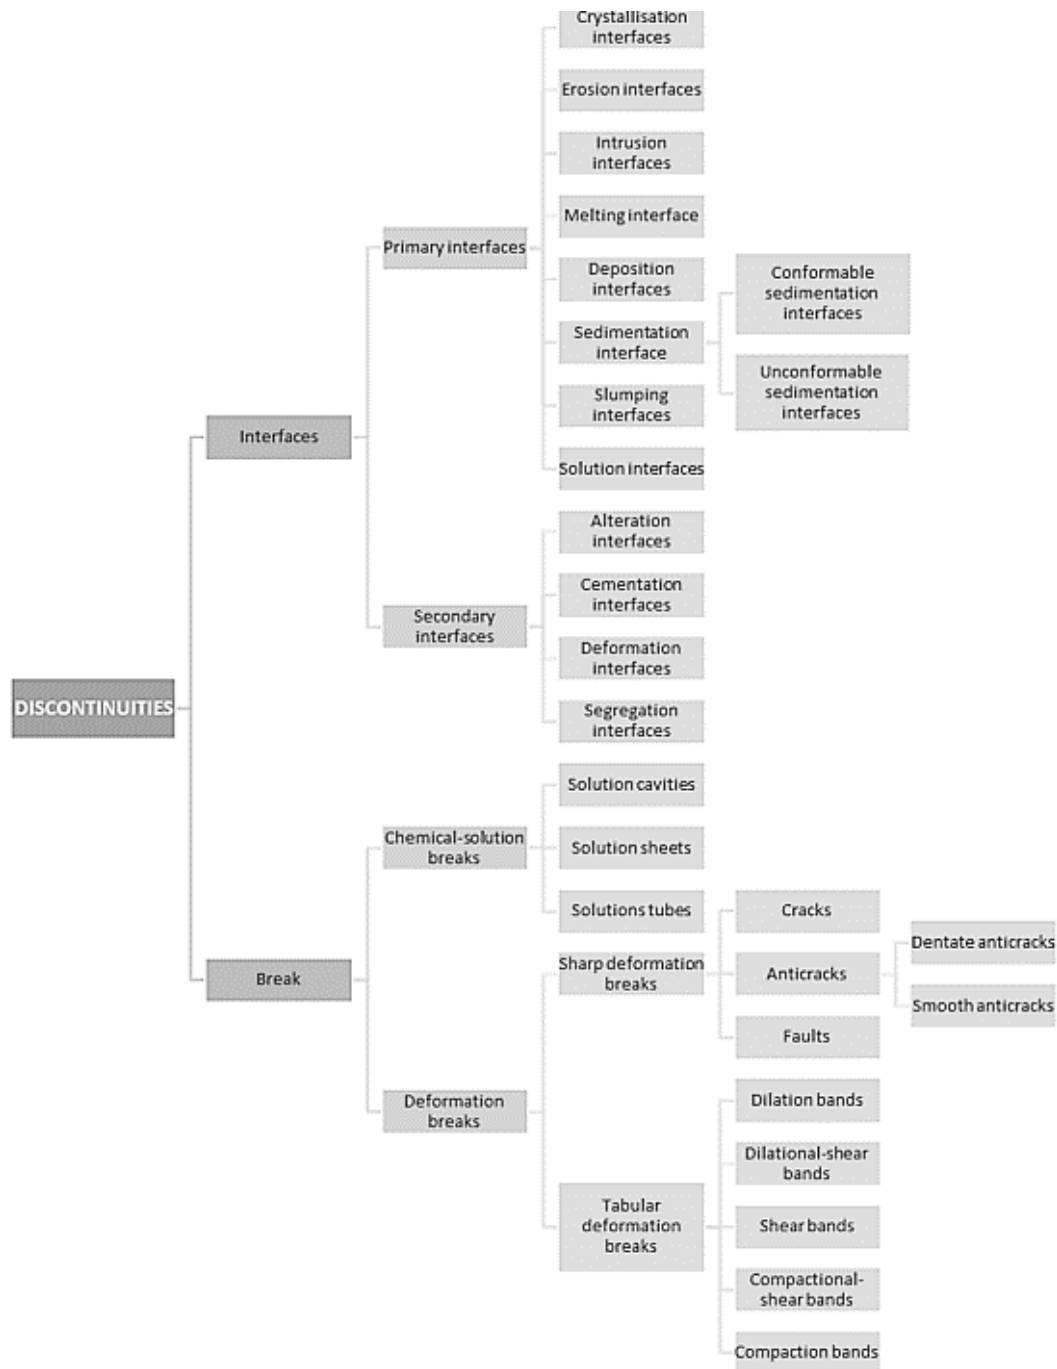 Crystallisation
interfaces
Erosion interfaces
Intrusion
interfaces
Melting interface
Primary interfaces
Deposition
interfaces
Conformable
sedimentation
interfaces
Sedimentation
interface
Unconformable
sedimentation
interfaces
Slumping
interfaces
Interfaces
Solution interfaces
Alteration
interfaces
Cementation
interfaces
Secondary
interfaces
Deformation
interfaces
Segregation
interfaces
DISCONTINUITIES
Solution cavities
Chemical-solution
breaks
Solution sheets
Solutions tubes
Cracks
Dentate anticracks
Sharp deformation
breaks
Anticracks
Break
Smooth anticracks
Faults
Deformation
breaks
Dilation bands
Dilational-shear
bands
Tabular
deformation
breaks
Shear bands
Compactional-
shear bands
Compaction bands